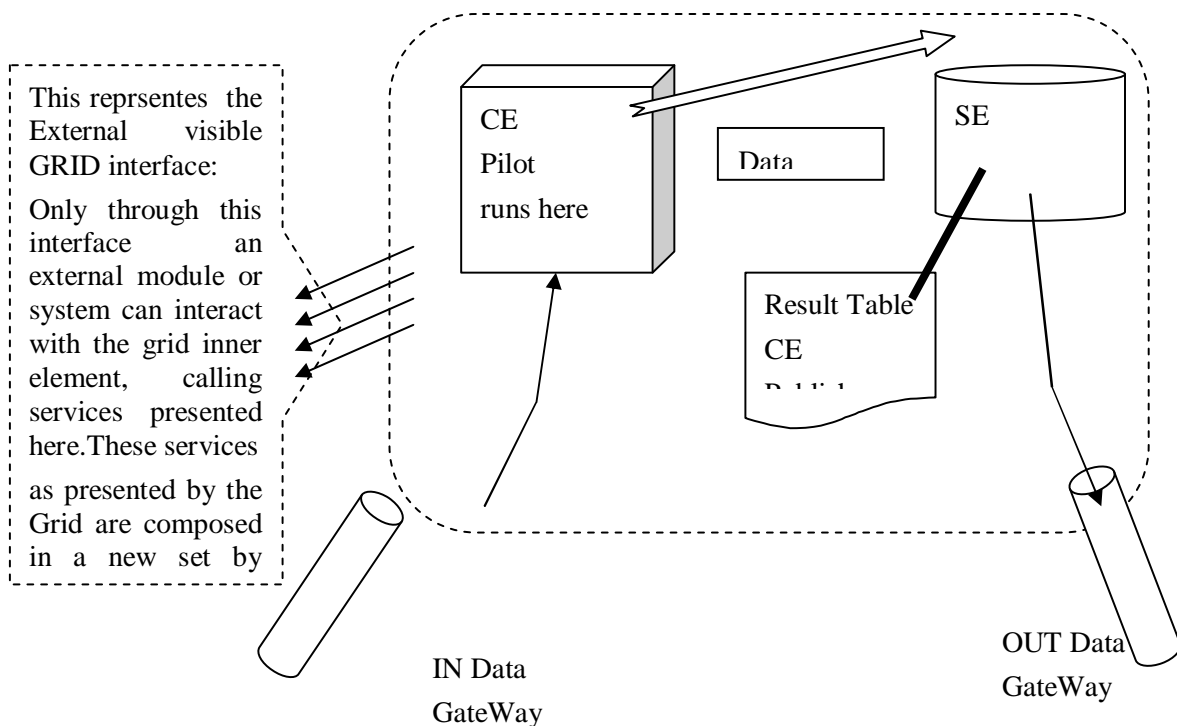 This reprsentes the
External visible
GRID interface:
Only through this
interface an
external module or
system can interact
with the grid inner
element, calling
services presented
here.These services
as presented by the
Grid are composed
in a new set by
CE
Pilot
runs here
Data
SE
Result Table
CE
IN Data
GateWay
OUT Data
GateWay